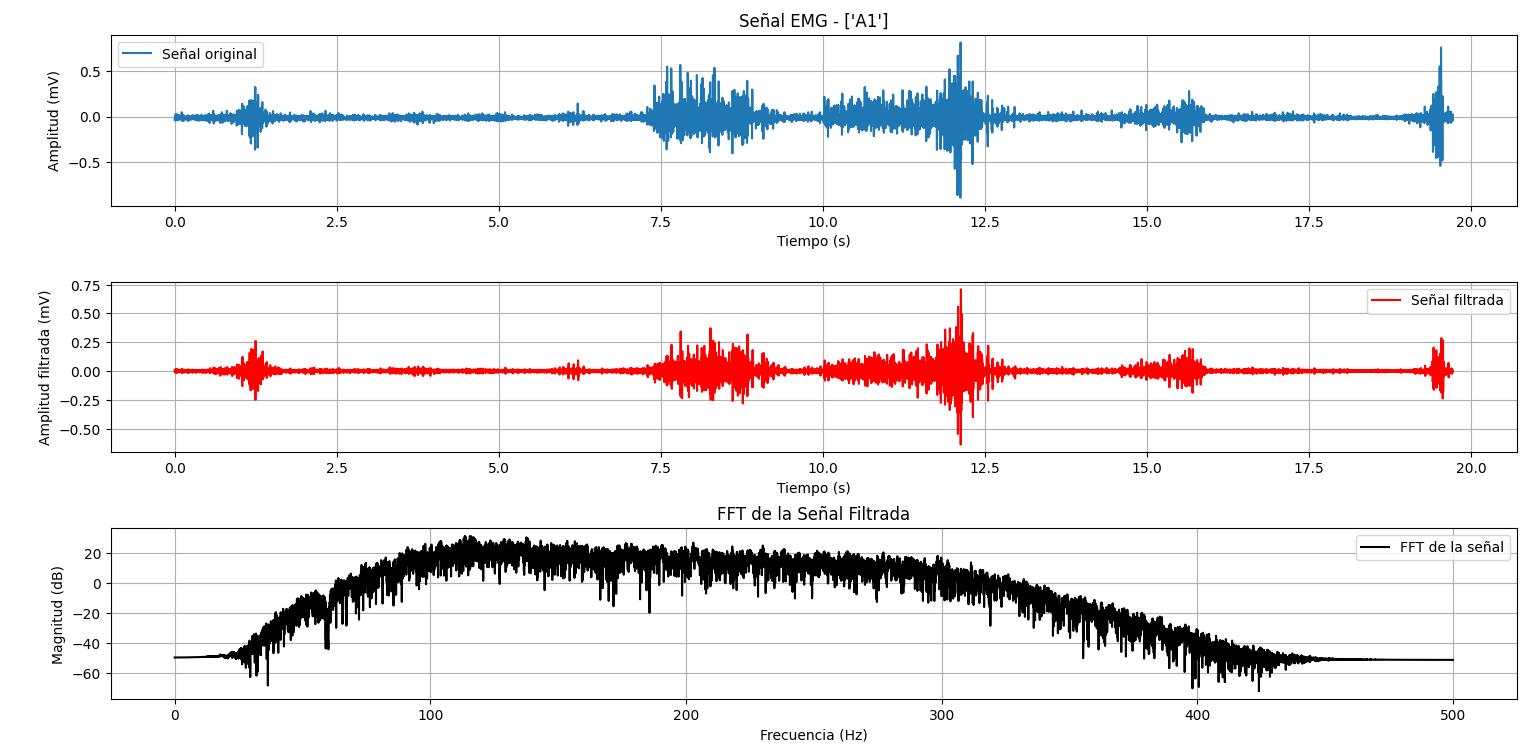 Señal EMG - ['A1']
Señal original
Amplitud (mV)
0.5
0.0
−0.5
0.0 2.5 5.0 7.5 10.0 12.5 15.0 17.5 20.0
Tiempo (s)
Señal filtrada
Amplitud filtrada (mV)
0.75
0.50
0.25
0.00
−0.25
−0.50
0.0 2.5 5.0 7.5 10.0 12.5 15.0 17.5 20.0
Tiempo (s)
FFT de la Señal Filtrada
FFT de la señal
Magnitud (dB)
20
0
−20
−40
−60
0 100 200 300 400 500
Frecuencia (Hz)